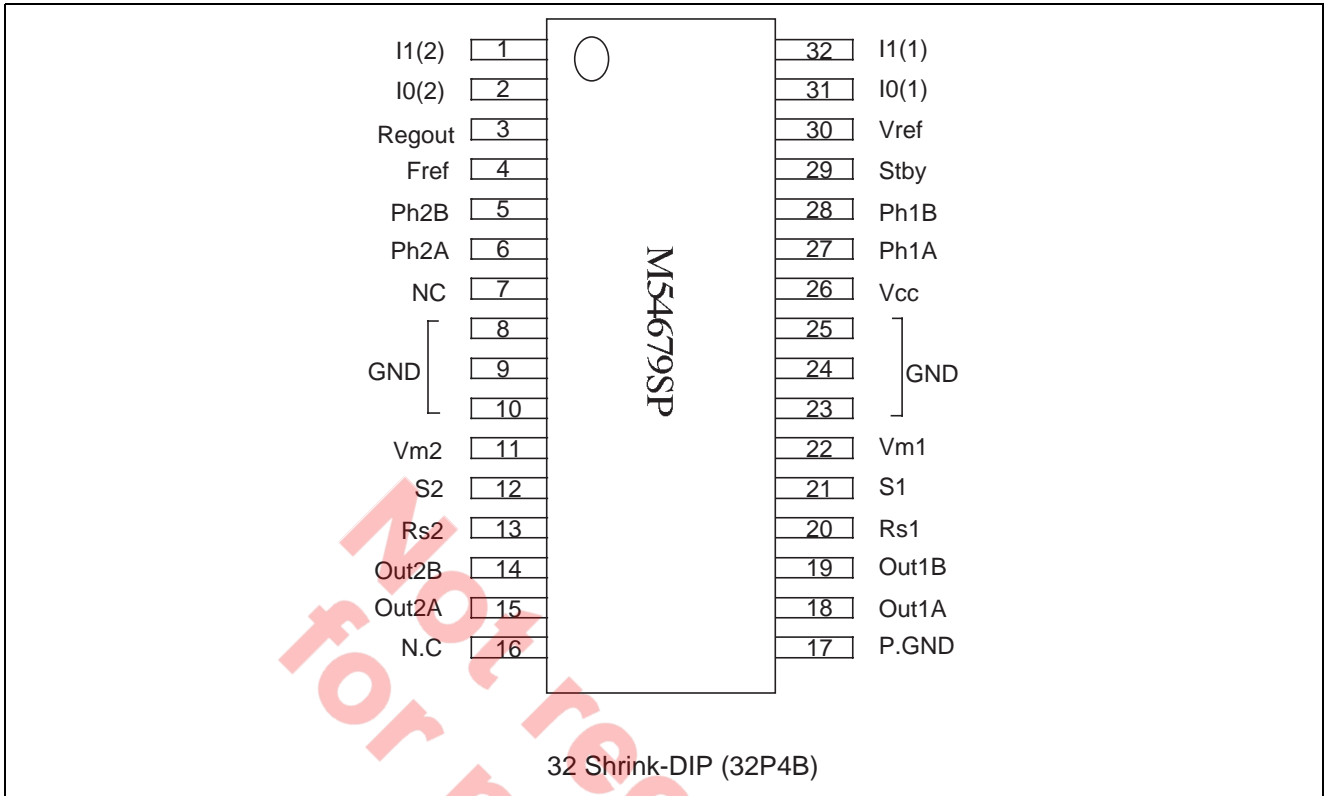 I1(2) 1 32 I1(1)
I0(2) 2 31 I0(1)
Regout 3 30 Vref
Fref 4 29 Stby
Ph2B 5 28 Ph1B
Ph2A 6 27 Ph1A
NC 7 26 Vcc
8 25
GND 9 24 GND
10 23
Vm2 11 22 Vm1
S2 12 21 S1
Rs2 13 20 Rs1
Out2B 14 19 Out1B
Out2A 15 18 Out1A
N.C 16 17 P.GND
M54679SP
32 Shrink-DIP (32P4B)
Not re
for